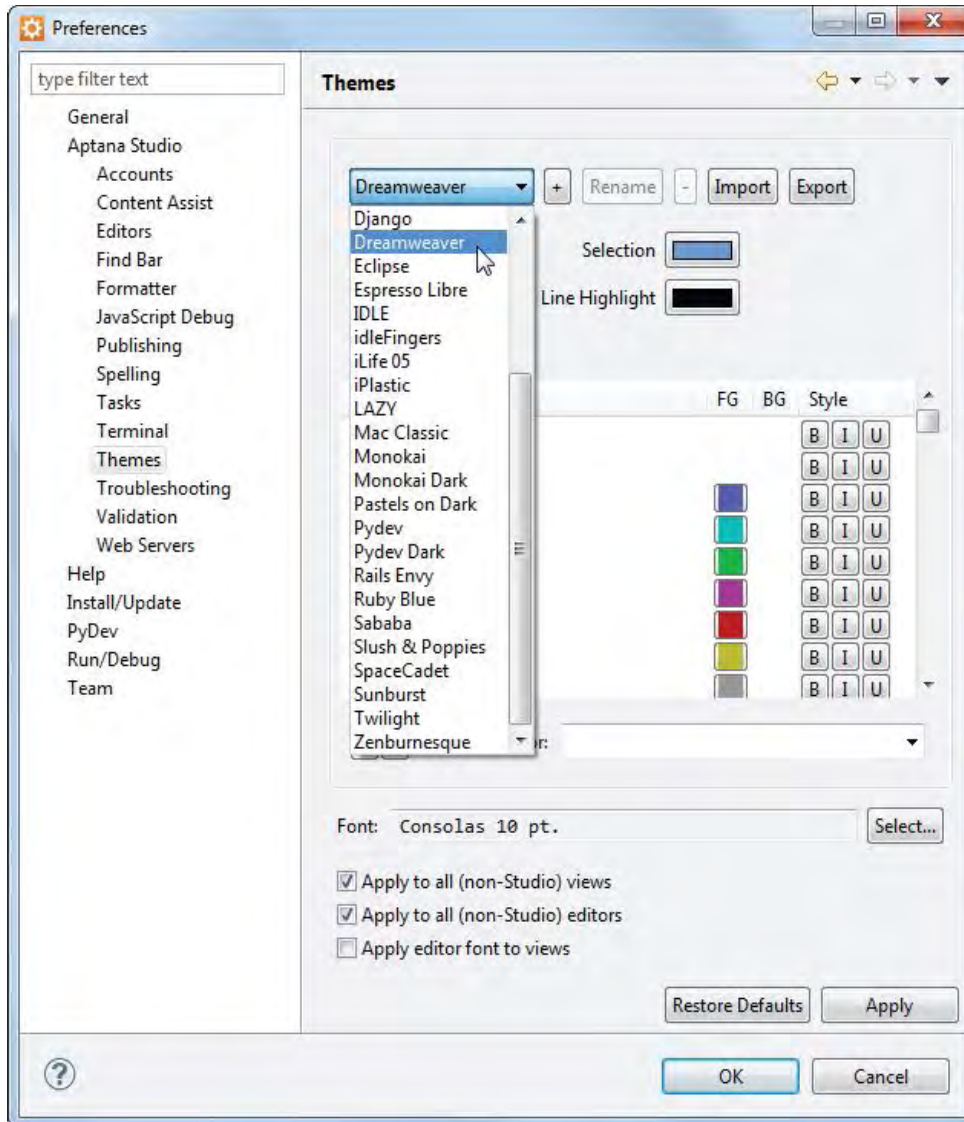 Preferences
type filter text
General
Aptana Studio
Accounts
Content Assist
Editors
Find Bar
Formatter
JavaScript Debug
Publishing
Spelling
Tasks
Terminal
Themes
Troubleshooting
Validation
Web Servers
Help
Install/Update
PyDev
Run/Debug
Team
Themes
Dreamweaver + Rename - Import Export
Django
Dreamweaver
Eclipse
Espresso Libre
IDLE
idleFingers
iLife 05
iPlastic
LAZY
Mac Classic
Monokai
Monokai Dark
Pastels on Dark
Pydev
Pydev Dark
Rails Envy
Ruby Blue
Sababa
Slush & Poppies
SpaceCadet
Sunburst
Twilight
Zenburnesque
Selection
Line Highlight
FG BG Style
B I U
B I U
B I U
B I U
B I U
B I U
B I U
B I U
B I U
r:
Font: Consolas 10 pt. Select...
Apply to all (non-Studio) views
Apply to all (non-Studio) editors
Apply editor font to views
Restore Defaults Apply
? OK Cancel